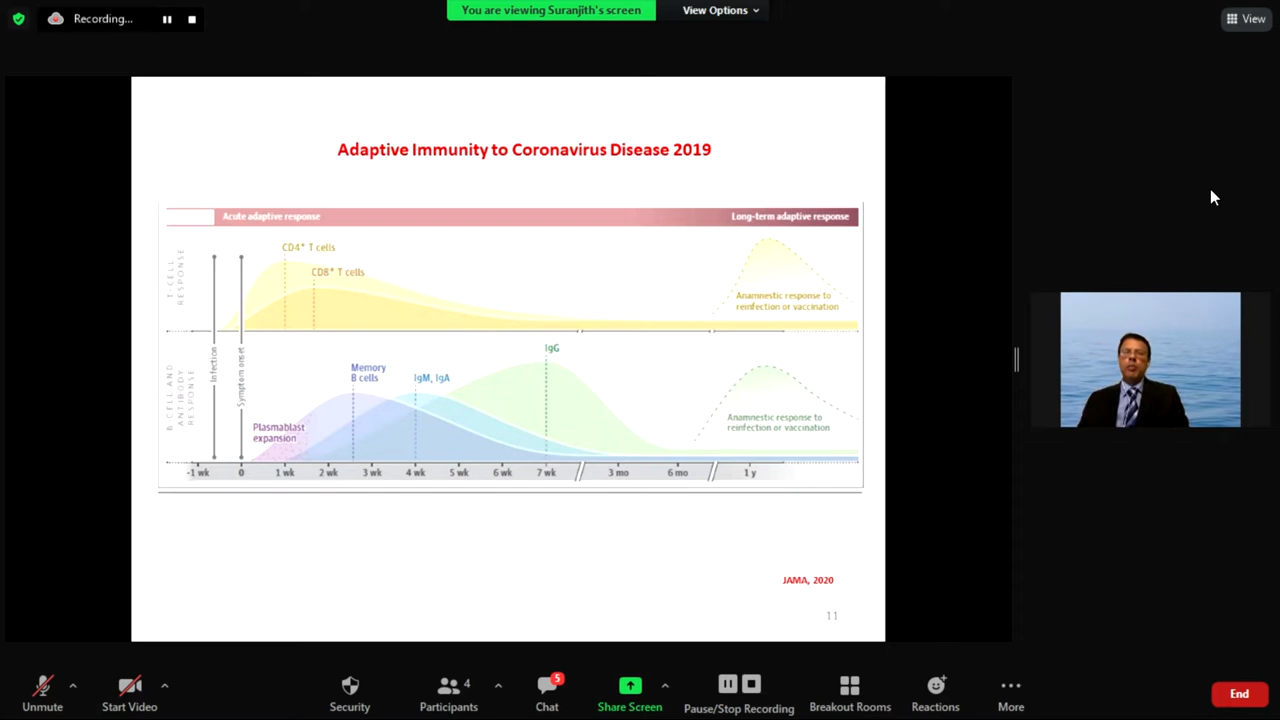 Recording...
You are viewing Suranjith's screen
View Options
View
Adaptive Immunity to Coronavirus Disease 2019
Acute adaptive response
Long-term adaptive response
T-CELL
RESPONSE
CD4+ T cells
CD8+ T cells
Anamnestic response to
reinfection or vaccination
B CELL AND
ANTIBODY
RESPONSE
Infection
Symptom onset
Plasmablast
expansion
Memory
B cells
IgM, IgA
IgG
Anamnestic response to
reinfection or vaccination
-1 wk 0 1 wk 2 wk 3 wk 4 wk 5 wk 6 wk 7 wk 3 mo 6 mo 1 y
JAMA, 2020
11
Unmute
Start Video
Security
4
Participants
5
Chat
Share Screen
Pause/Stop Recording
Breakout Rooms
Reactions
More
End